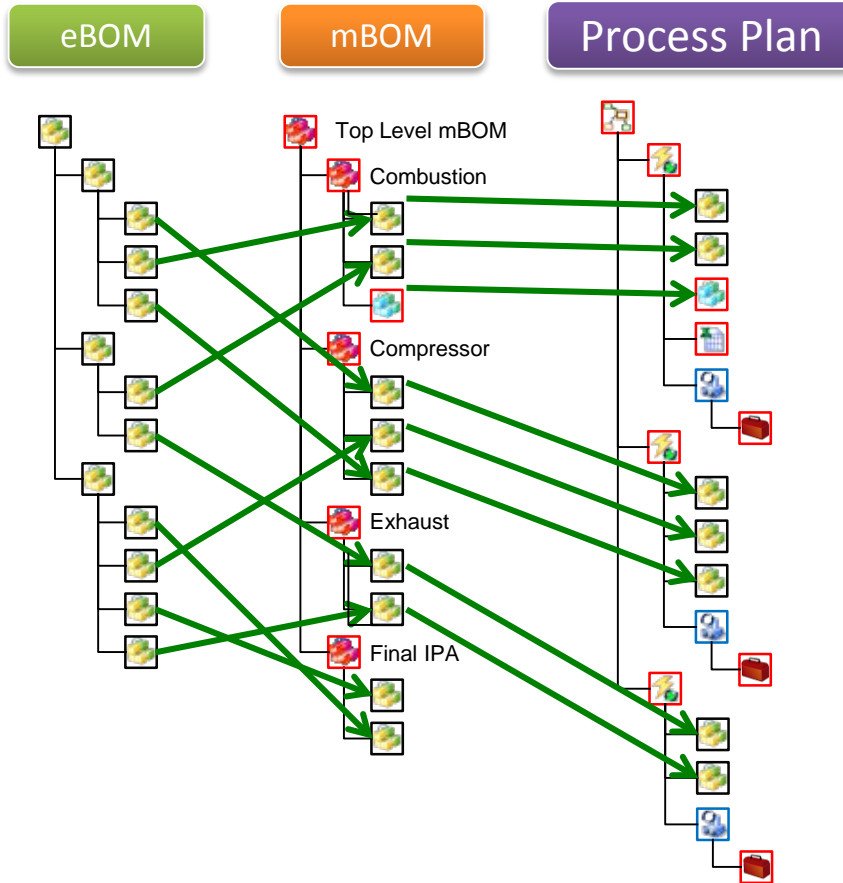 eBOM
mBOM
Process Plan
Top Level mBOM
Combustion
Compressor
Exhaust
Final IPA